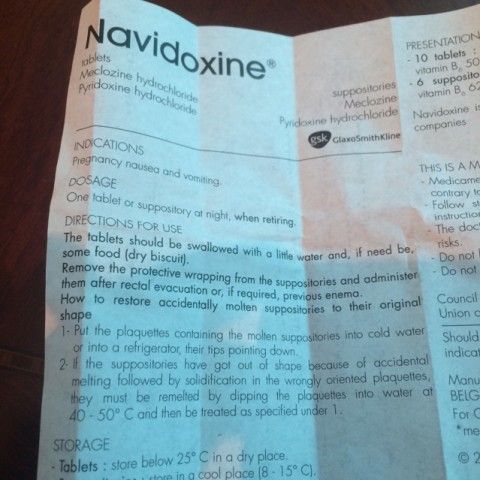 Navidoxine®
tablets
Meclozine hydrochloride
Pyridoxine hydrochloride
suppositories
Meclozine
Pyridoxine hydrochloride
gsk GlaxoSmithKline
INDICATIONS
Pregnancy nausea and vomiting.
DOSAGE
One tablet or suppository at night, when retiring.
DIRECTIONS FOR USE
The tablets should be swallowed with a little water and, if need be,
some food (dry biscuit).
Remove the protective wrapping from the suppositories and administer
them after rectal evacuation or, if required, previous enema.
How to restore accidentally molten suppositories to their original
shape
1- Put the plaquettes containing the molten suppositories into cold water
or into a refrigerator, their tips pointing down.
2- If the suppositories have got out of shape because of accidental
melting followed by solidification in the wrongly oriented plaquettes,
they must be remelted by dipping the plaquettes into water at
40 - 50° C and then be treated as specified under 1.
STORAGE
- Tablets : store below 25° C in a dry place.
store in a cool place (8 - 15° C).
PRESENTATION
- 10 tablets :
vitamin B₆ 50
- 6 supposito
vitamin B₆ 62
Navidoxine is
companies
THIS IS A M
- Medicame
contrary to
- Follow st
instruction
- The doc
risks.
- Do not
- Do not
Council
Union o
Should
indicat
Manu
BELG
For C
*me
© 2